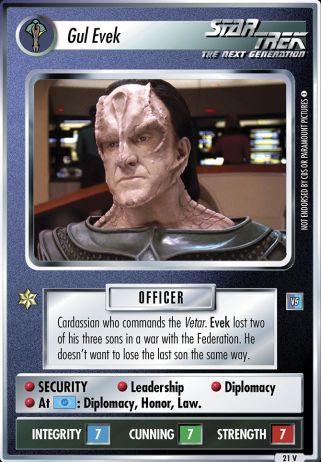 Gul Evek
STAR TREK
THE NEXT GENERATION
NOT ENDORSED BY CBS OR PARAMOUNT PICTURES
OFFICER
VS
Cardassian who commands the Vetar. Evek lost two
of his three sons in a war with the Federation. He
doesn't want to lose the last son the same way.
SECURITY Leadership Diplomacy
At : Diplomacy, Honor, Law.
INTEGRITY 7 CUNNING 7 STRENGTH 7
21 V